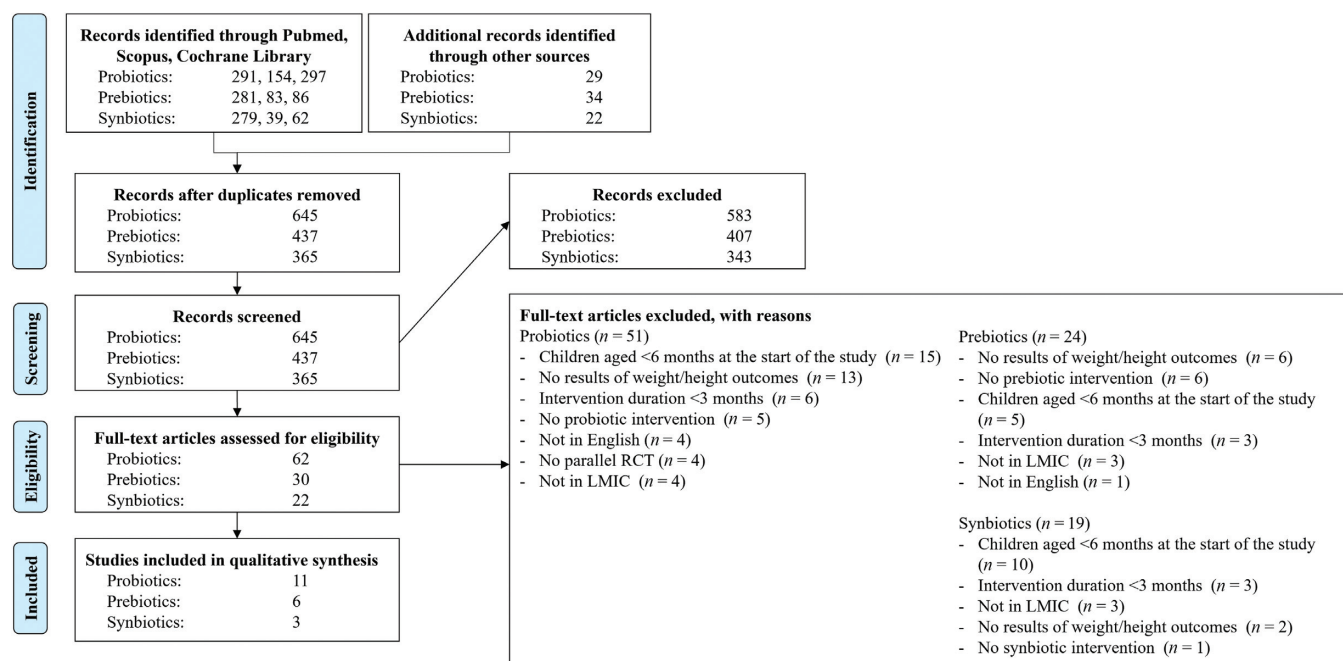 Identification
Records identified through Pubmed,
Scopus, Cochrane Library
Probiotics: 291, 154, 297
Prebiotics: 281, 83, 86
Synbiotics: 279, 39, 62
Additional records identified
through other sources
29
34
22
Records after duplicates removed
Probiotics: 645
Prebiotics: 437
Synbiotics: 365
Records excluded
Probiotics: 583
Prebiotics: 407
Synbiotics: 343
Screening
Records screened
Probiotics: 645
Prebiotics: 437
Synbiotics: 365
Eligibility
Full-text articles assessed for eligibility
Probiotics: 62
Prebiotics: 30
Synbiotics: 22
Full-text articles excluded, with reasons
Probiotics (n = 51)
- Children aged <6 months at the start of the study (n = 15)
- No results of weight/height outcomes (n = 13)
- Intervention duration <3 months (n = 6)
- No probiotic intervention (n = 5)
- Not in English (n = 4)
- No parallel RCT (n = 4)
- Not in LMIC (n = 4)
Prebiotics (n = 24)
- No results of weight/height outcomes (n = 6)
- No prebiotic intervention (n = 6)
- Children aged <6 months at the start of the study
(n = 5)
- Intervention duration <3 months (n = 3)
- Not in LMIC (n = 3)
- Not in English (n = 1)
Synbiotics (n = 19)
- Children aged <6 months at the start of the study
(n = 10)
- Intervention duration <3 months (n = 3)
- Not in LMIC (n = 3)
- No results of weight/height outcomes (n = 2)
- No synbiotic intervention (n = 1)
Included
Studies included in qualitative synthesis
Probiotics: 11
Prebiotics: 6
Synbiotics: 3